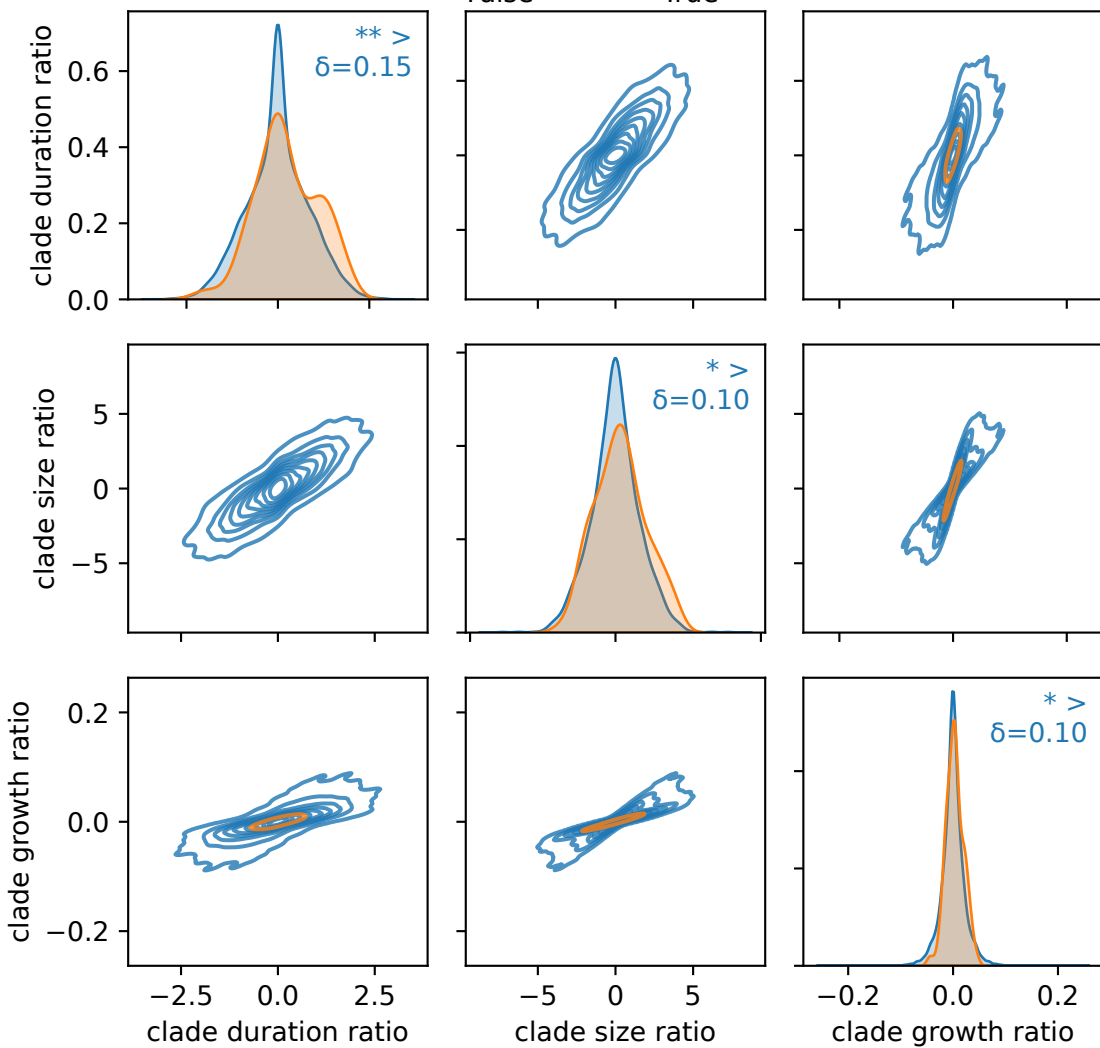 ** >
δ=0.15
clade duration ratio
0.6
0.4
0.2
0.0
* >
δ=0.10
clade size ratio
5
0
−5
* >
δ=0.10
clade growth ratio
0.2
0.0
−0.2
−2.5 0.0 2.5 −5 0 5 −0.2 0.0 0.2
clade duration ratio clade size ratio clade growth ratio